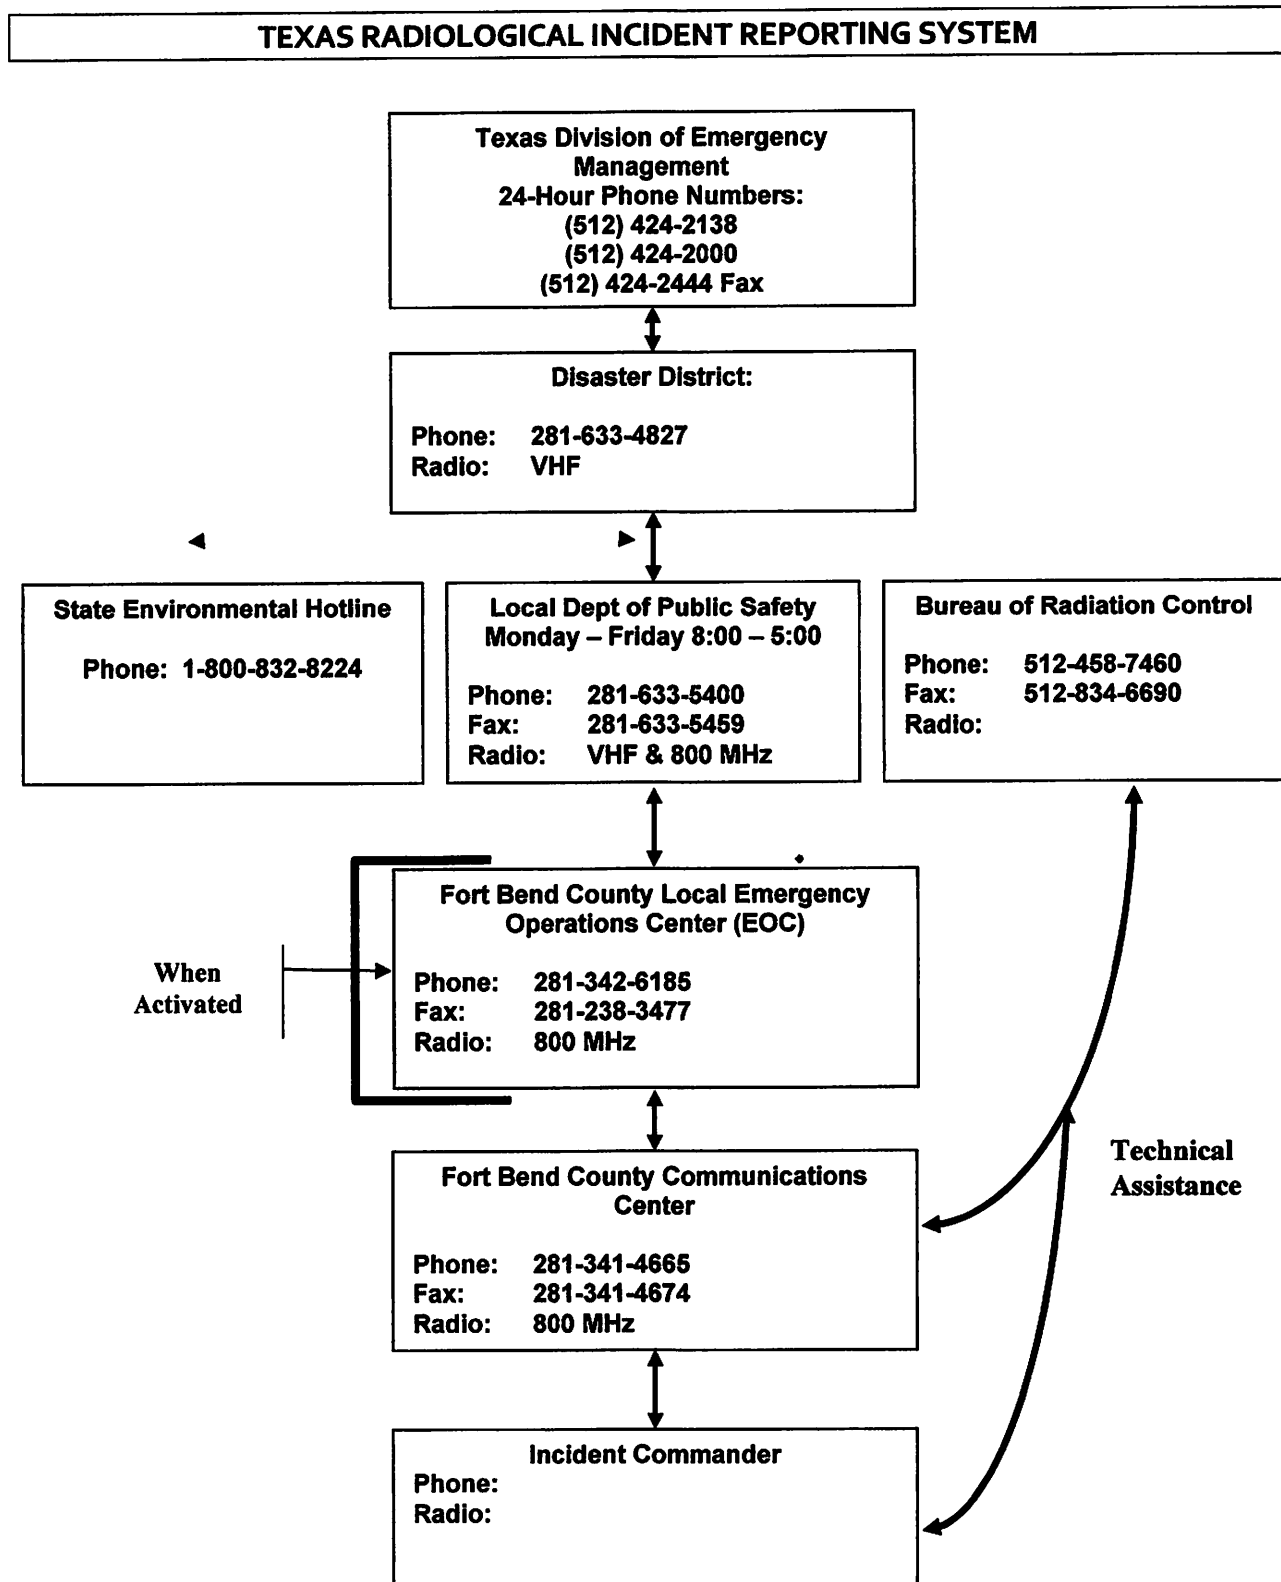 TEXAS RADIOLOGICAL INCIDENT REPORTING SYSTEM
Texas Division of Emergency
Management
24-Hour Phone Numbers:
(512) 424-2138
(512) 424-2000
(512) 424-2444 Fax
Disaster District:
Phone: 281-633-4827
Radio: VHF
State Environmental Hotline
Phone: 1-800-832-8224
Local Dept of Public Safety
Monday – Friday 8:00 – 5:00
Phone: 281-633-5400
Fax: 281-633-5459
Radio: VHF & 800 MHz
Bureau of Radiation Control
Phone: 512-458-7460
Fax: 512-834-6690
Radio:
When
Activated
Fort Bend County Local Emergency
Operations Center (EOC)
Phone: 281-342-6185
Fax: 281-238-3477
Radio: 800 MHz
Technical
Assistance
Fort Bend County Communications
Center
Phone: 281-341-4665
Fax: 281-341-4674
Radio: 800 MHz
Incident Commander
Phone:
Radio: